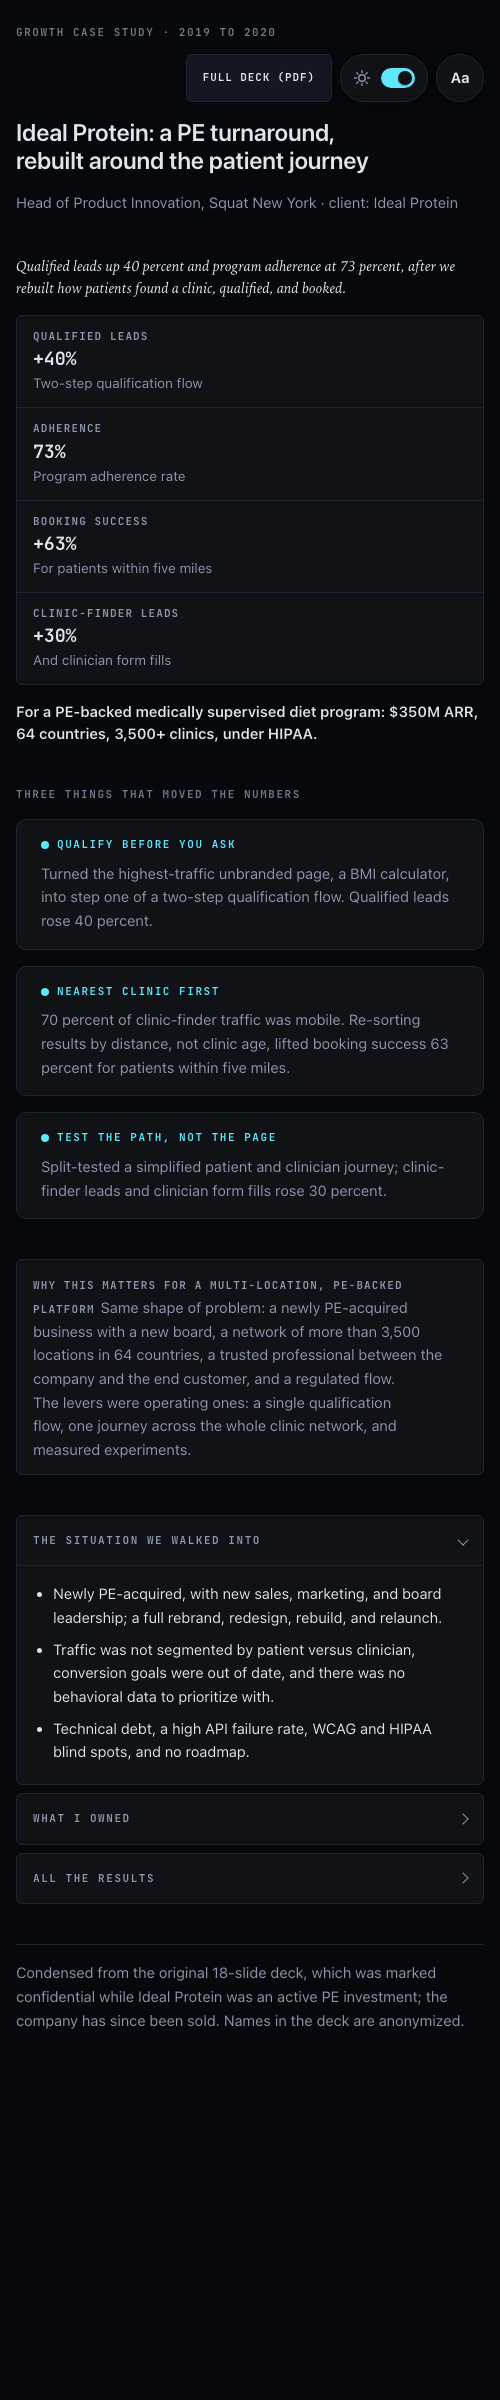 GROWTH CASE STUDY · 2019 TO 2020
FULL DECK (PDF)
Aa
Ideal Protein: a PE turnaround,
rebuilt around the patient journey
Head of Product Innovation, Squat New York · client: Ideal Protein
Qualified leads up 40 percent and program adherence at 73 percent, after we
rebuilt how patients found a clinic, qualified, and booked.
QUALIFIED LEADS
+40%
Two-step qualification flow
ADHERENCE
73%
Program adherence rate
BOOKING SUCCESS
+63%
For patients within five miles
CLINIC-FINDER LEADS
+30%
And clinician form fills
For a PE-backed medically supervised diet program: $350M ARR,
64 countries, 3,500+ clinics, under HIPAA.
THREE THINGS THAT MOVED THE NUMBERS
QUALIFY BEFORE YOU ASK
Turned the highest-traffic unbranded page, a BMI calculator,
into step one of a two-step qualification flow. Qualified leads
rose 40 percent.
NEAREST CLINIC FIRST
70 percent of clinic-finder traffic was mobile. Re-sorting
results by distance, not clinic age, lifted booking success 63
percent for patients within five miles.
TEST THE PATH, NOT THE PAGE
Split-tested a simplified patient and clinician journey; clinic-
finder leads and clinician form fills rose 30 percent.
WHY THIS MATTERS FOR A MULTI-LOCATION, PE-BACKED
PLATFORM Same shape of problem: a newly PE-acquired
business with a new board, a network of more than 3,500
locations in 64 countries, a trusted professional between the
company and the end customer, and a regulated flow.
The levers were operating ones: a single qualification
flow, one journey across the whole clinic network, and
measured experiments.
THE SITUATION WE WALKED INTO
• Newly PE-acquired, with new sales, marketing, and board
leadership; a full rebrand, redesign, rebuild, and relaunch.
• Traffic was not segmented by patient versus clinician,
conversion goals were out of date, and there was no
behavioral data to prioritize with.
• Technical debt, a high API failure rate, WCAG and HIPAA
blind spots, and no roadmap.
WHAT I OWNED
ALL THE RESULTS
Condensed from the original 18-slide deck, which was marked
confidential while Ideal Protein was an active PE investment; the
company has since been sold. Names in the deck are anonymized.